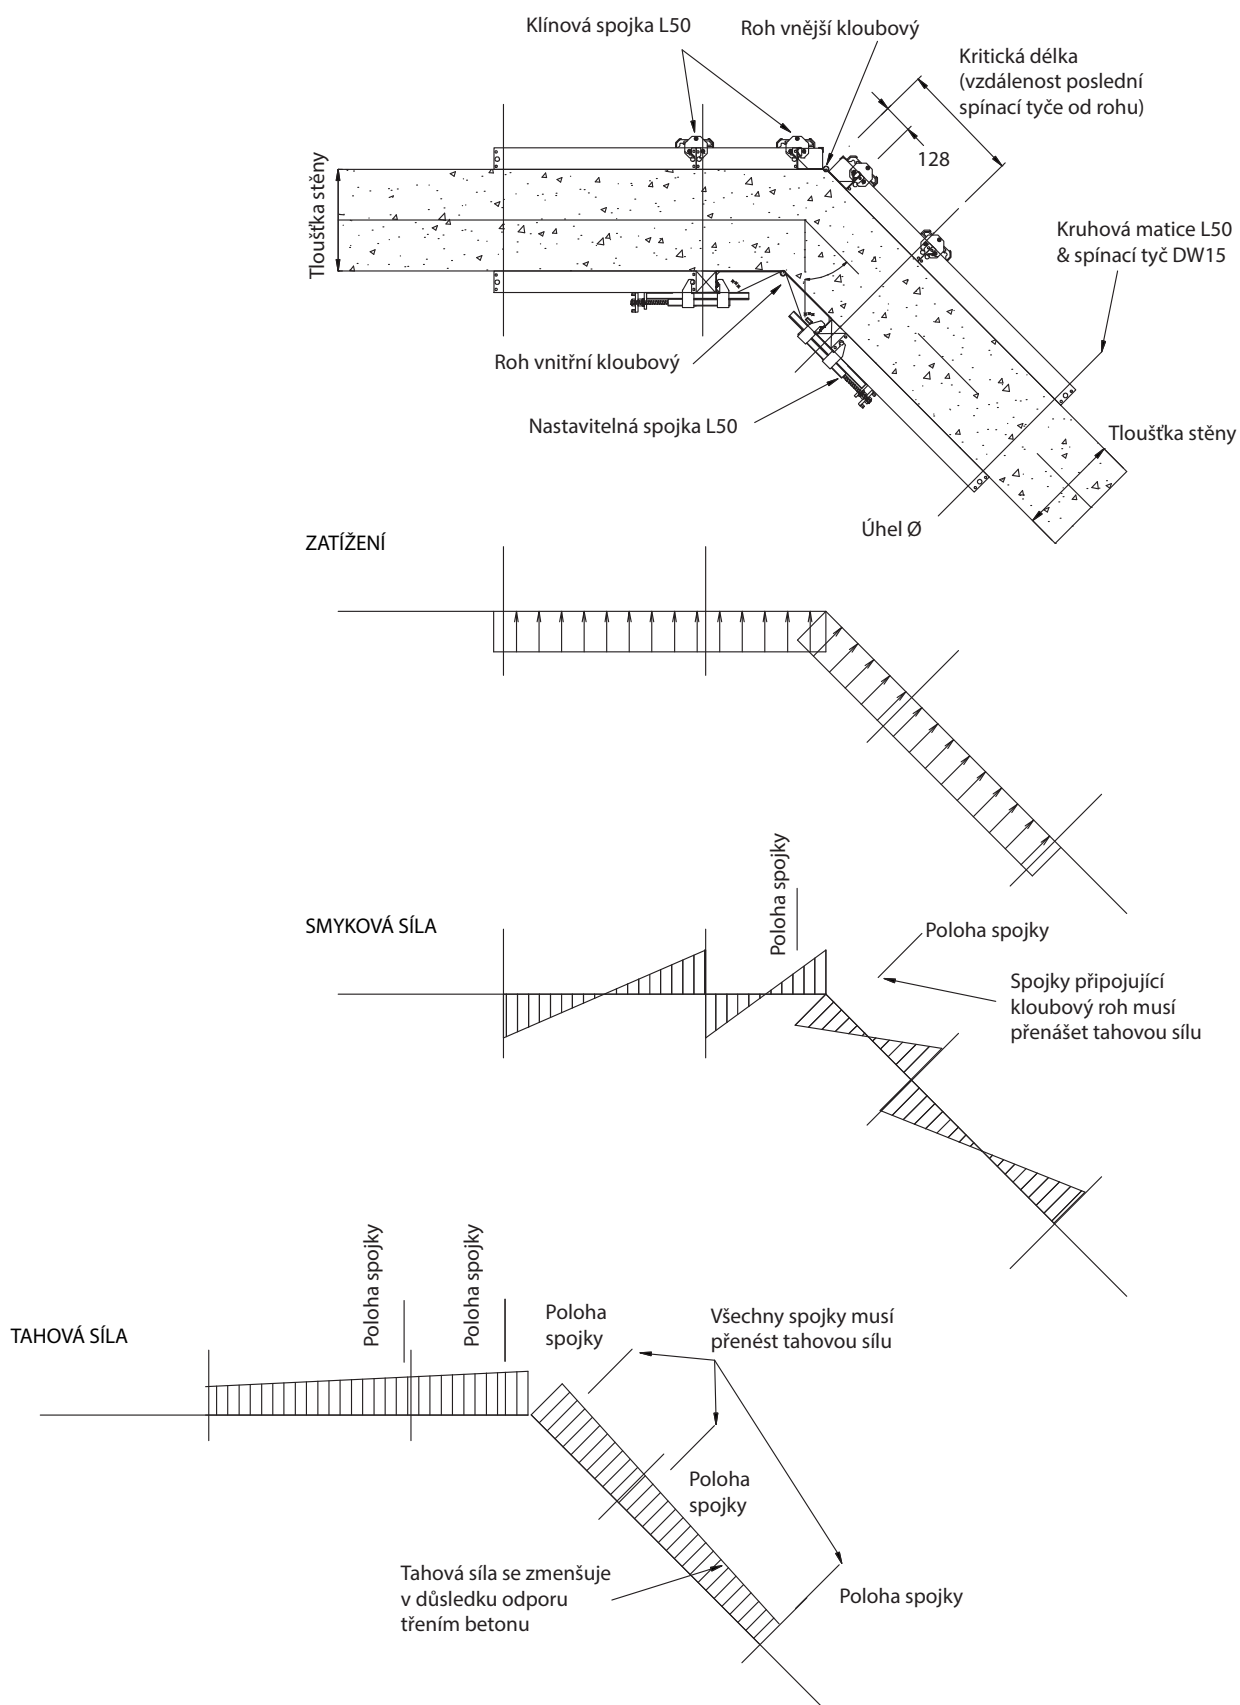 Klínová spojka L50
Roh vnější kloubový
Kritická délka
(vzdálenost poslední
spínací tyče od rohu)
128
Tloušťka stěny
Kruhová matice L50
& spínací tyč DW15
Roh vnitřní kloubový
Nastavitelná spojka L50
Tloušťka stěny
Úhel Ø
ZATÍŽENÍ
Poloha spojky
SMYKOVÁ SÍLA
Poloha spojky
Spojky připojující
kloubový roh musí
přenášet tahovou sílu
Poloha spojky
Poloha spojky
TAHOVÁ SÍLA
Poloha
spojky
Všechny spojky musí
přenést tahovou sílu
Poloha
spojky
Tahová síla se zmenšuje
v důsledku odporu
třením betonu
Poloha spojky